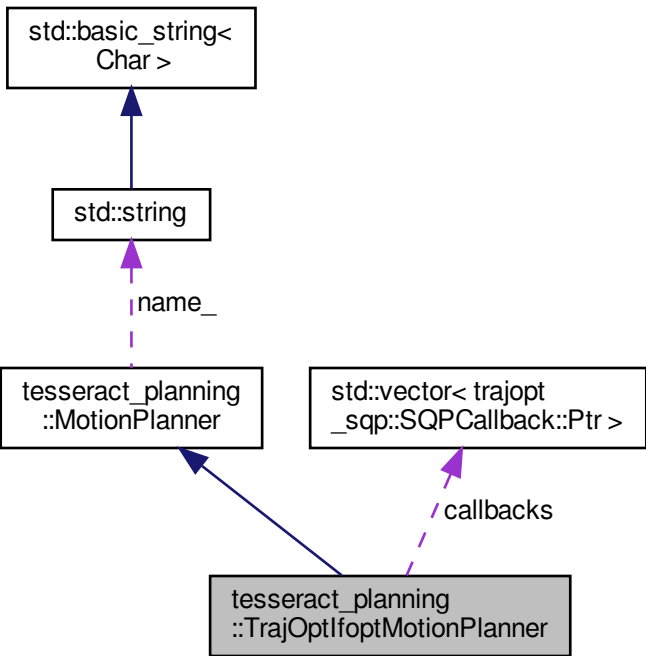 std::basic_string<
Char >
std::string
name_
tesseract_planning
::MotionPlanner
std::vector< trajopt
_sqp::SQPCallback::Ptr >
callbacks
tesseract_planning
::TrajOptIfoptMotionPlanner